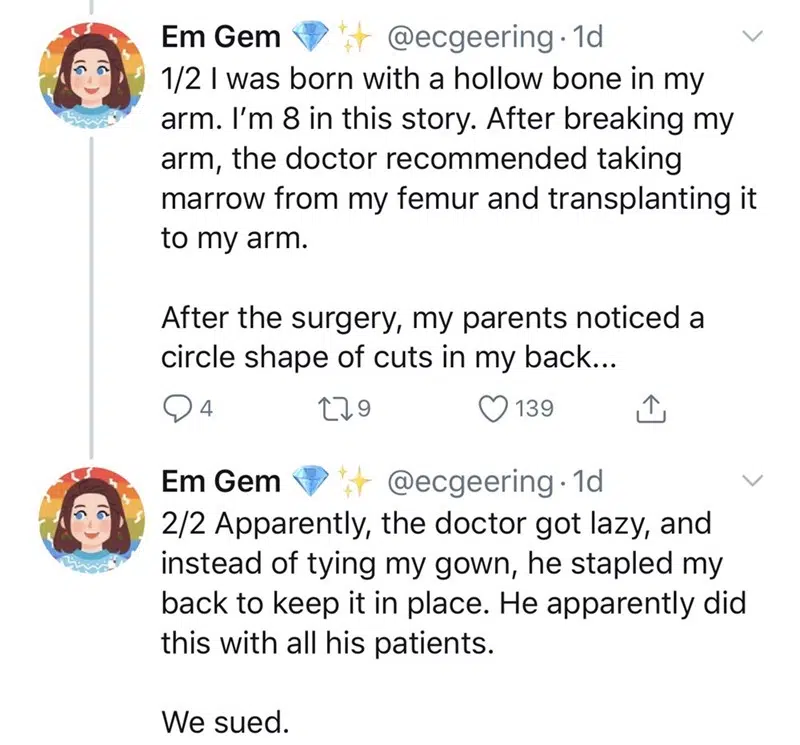 Em Gem 💎✨ @ecgeering · 1d
1/2 I was born with a hollow bone in my
arm. I’m 8 in this story. After breaking my
arm, the doctor recommended taking
marrow from my femur and transplanting it
to my arm.
After the surgery, my parents noticed a
circle shape of cuts in my back...
4 9 139
Em Gem 💎✨ @ecgeering · 1d
2/2 Apparently, the doctor got lazy, and
instead of tying my gown, he stapled my
back to keep it in place. He apparently did
this with all his patients.
We sued.